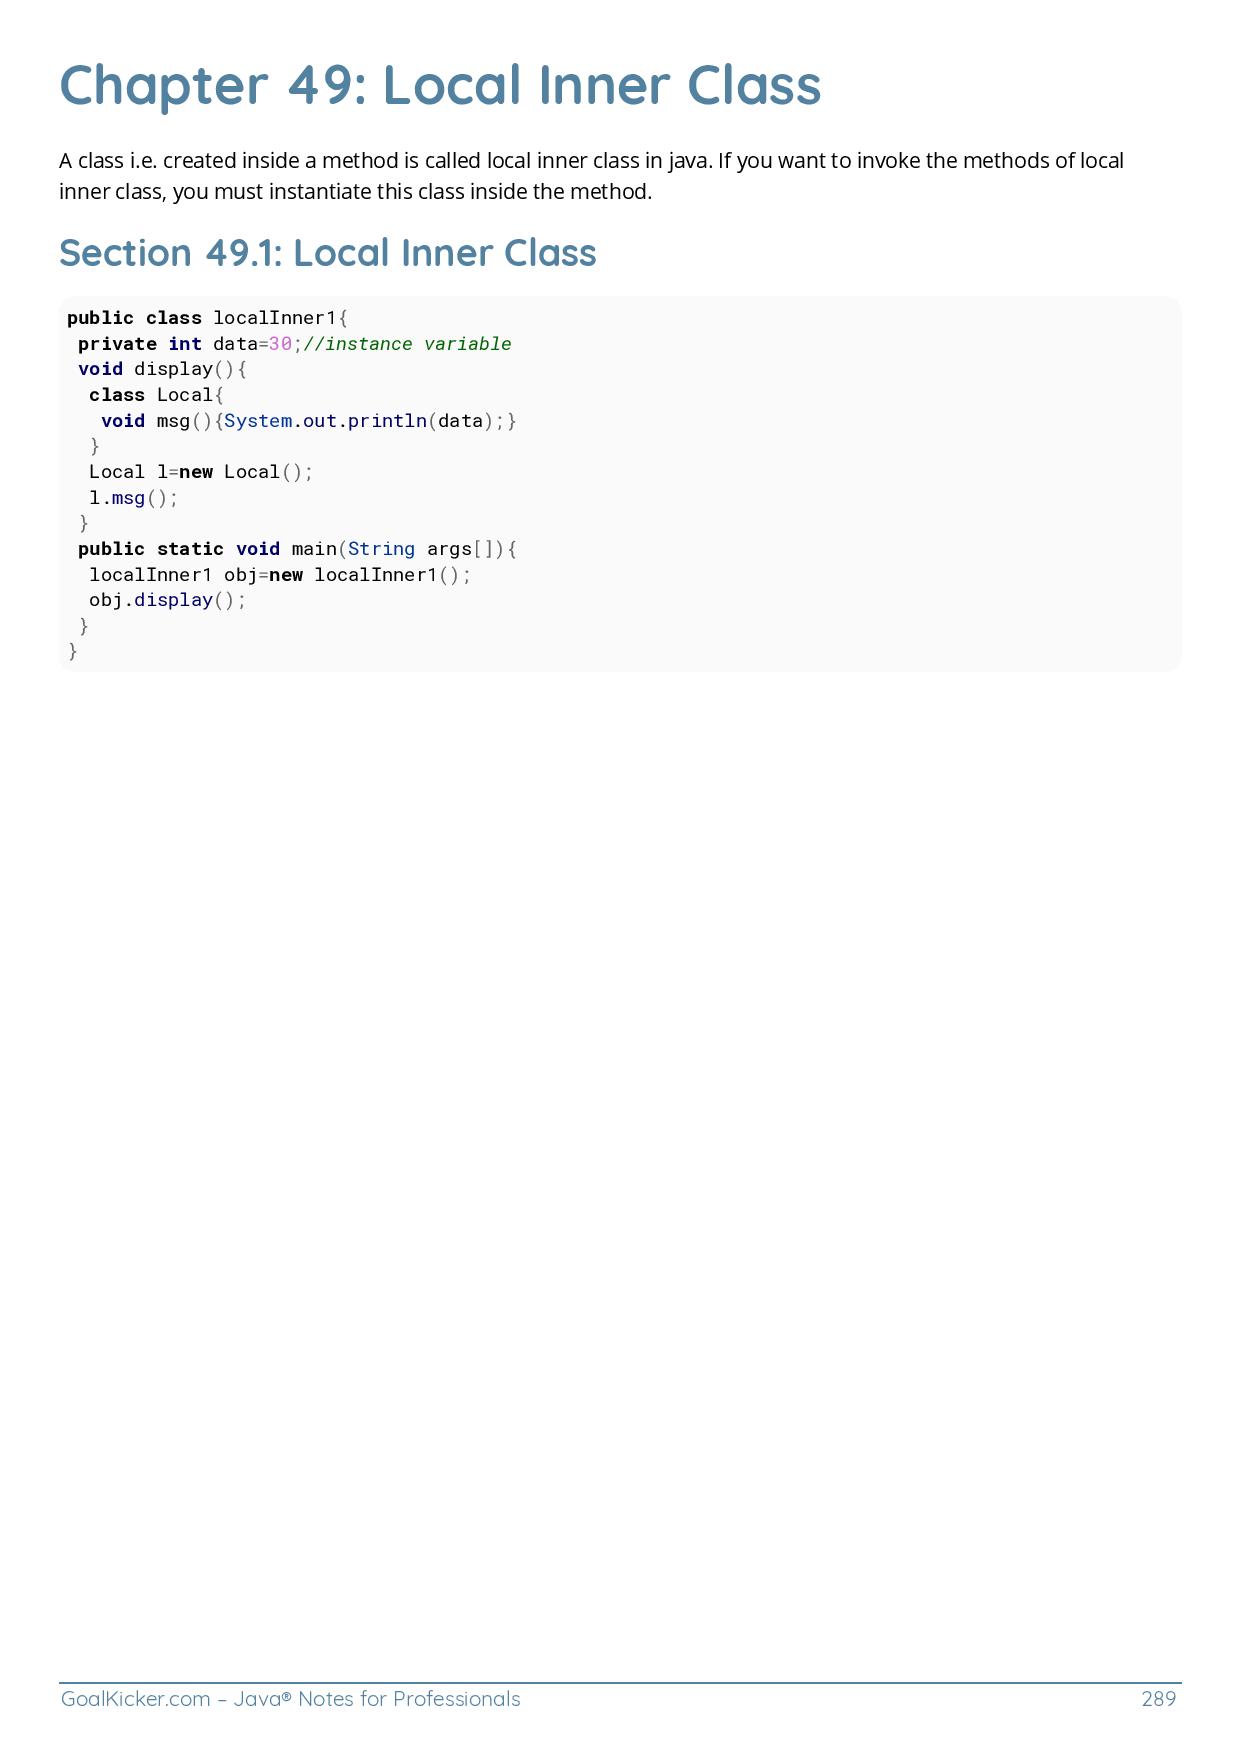 Chapter 49: Local Inner Class
A class i.e. created inside a method is called local inner class in java. If you want to invoke the methods of local
inner class, you must instantiate this class inside the method.
Section 49.1: Local Inner Class
public class localInner1{
 private int data=30;//instance variable
 void display(){
  class Local{
   void msg(){System.out.println(data);}
  }
  Local l=new Local();
  l.msg();
 }
 public static void main(String args[]){
  localInner1 obj=new localInner1();
  obj.display();
 }
}
GoalKicker.com – Java® Notes for Professionals 289